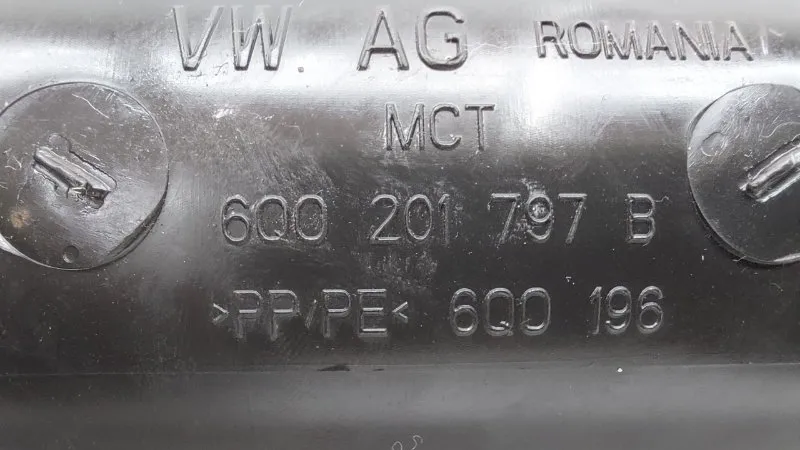 VW AG ROMANIA
MCT
6Q0 201 797 B
>PP/PE< 6Q0 196